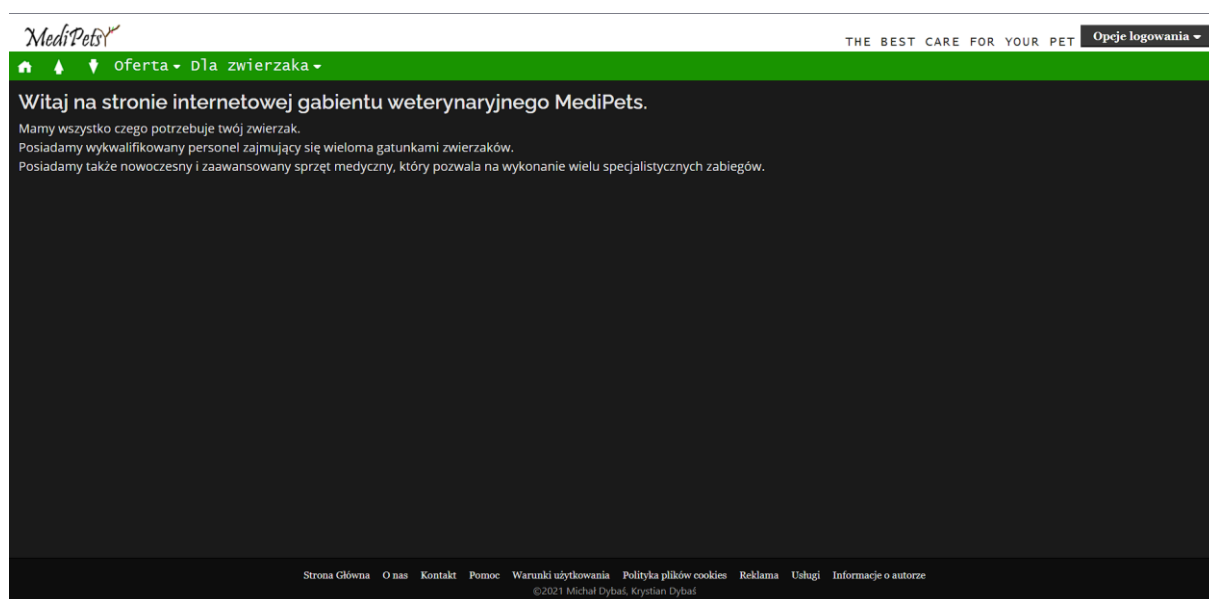 MediPets
THE BEST CARE FOR YOUR PET
Opcje logowania
Oferta Dla zwierzaka
Witaj na stronie internetowej gabientu weterynaryjnego MediPets.
Mamy wszystko czego potrzebuje twój zwierzak.
Posiadamy wykwalifikowany personel zajmujący się wieloma gatunkami zwierzaków.
Posiadamy także nowoczesny i zaawansowany sprzęt medyczny, który pozwala na wykonanie wielu specjalistycznych zabiegów.
Strona Główna O nas Kontakt Pomoc Warunki użytkowania Polityka plików cookies Reklama Usługi Informacje o autorze
©2021 Michał Dybaś, Krystian Dybaś